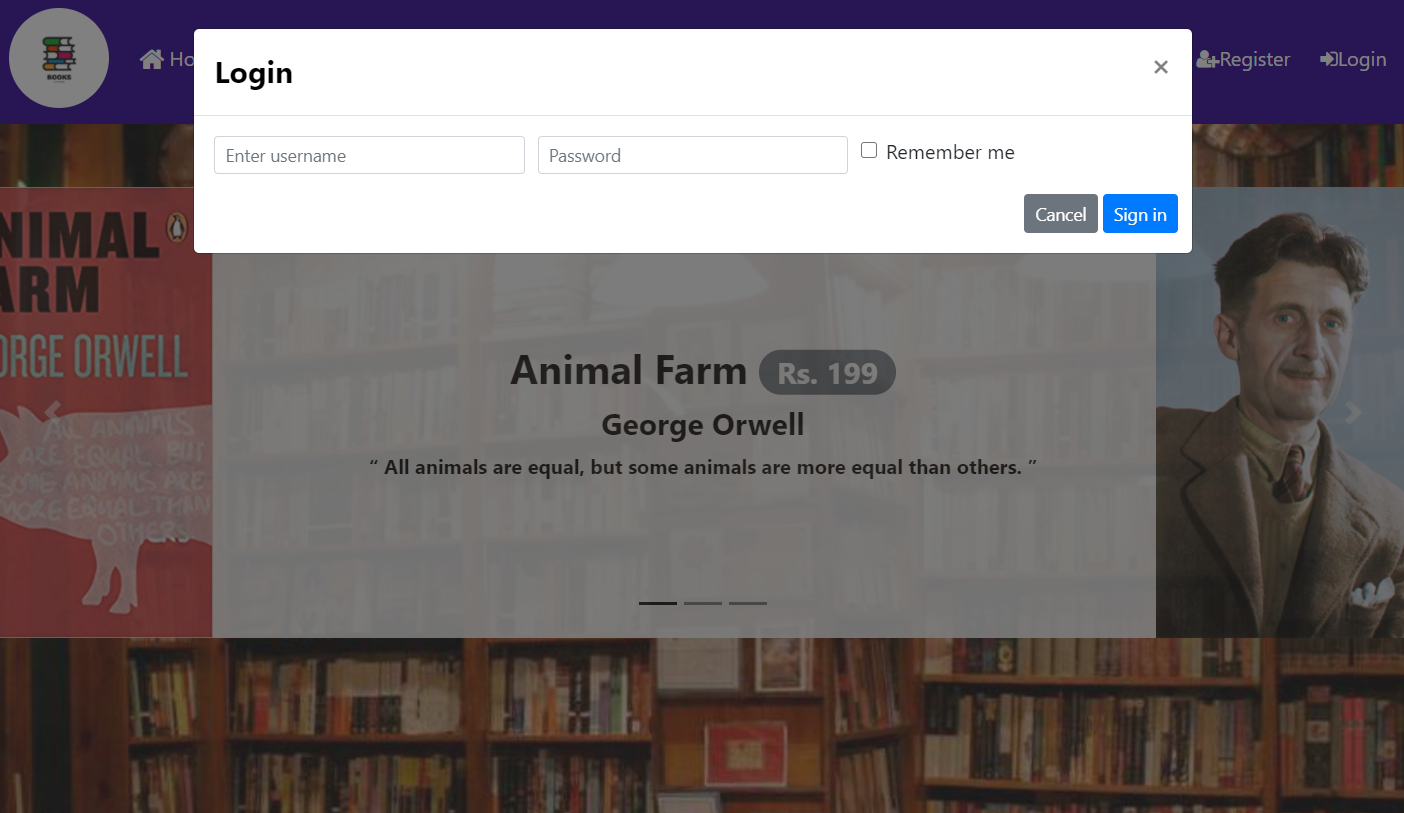 BOOKS
Ho
Register
Login
Login
×
Enter username
Password
Remember me
Cancel
Sign in
NIMAL
ARM
ORGE ORWELL
ALL ANIMALS
ARE EQUAL BUT
SOME ANIMALS ARE
MORE EQUAL THAN
OTHERS
Animal Farm Rs. 199
George Orwell
“ All animals are equal, but some animals are more equal than others. ”